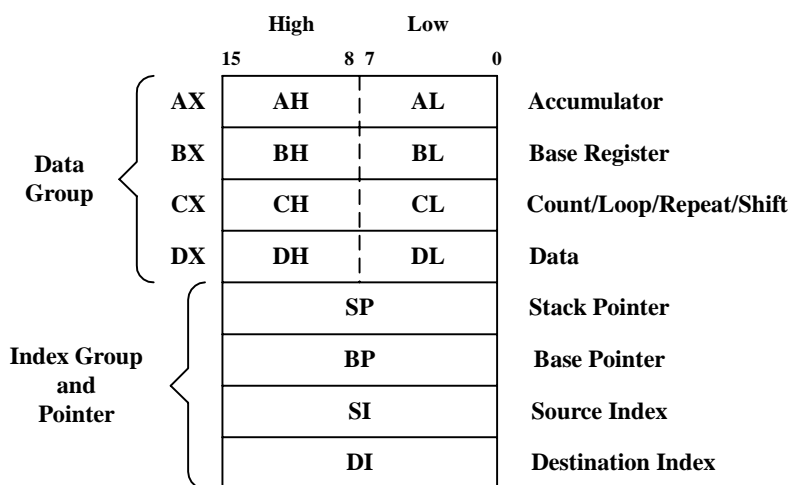 High Low
15 8 7 0
AX AH AL Accumulator
BX BH BL Base Register
Data
Group
CX CH CL Count/Loop/Repeat/Shift
DX DH DL Data
SP Stack Pointer
Index Group
and
Pointer
BP Base Pointer
SI Source Index
DI Destination Index